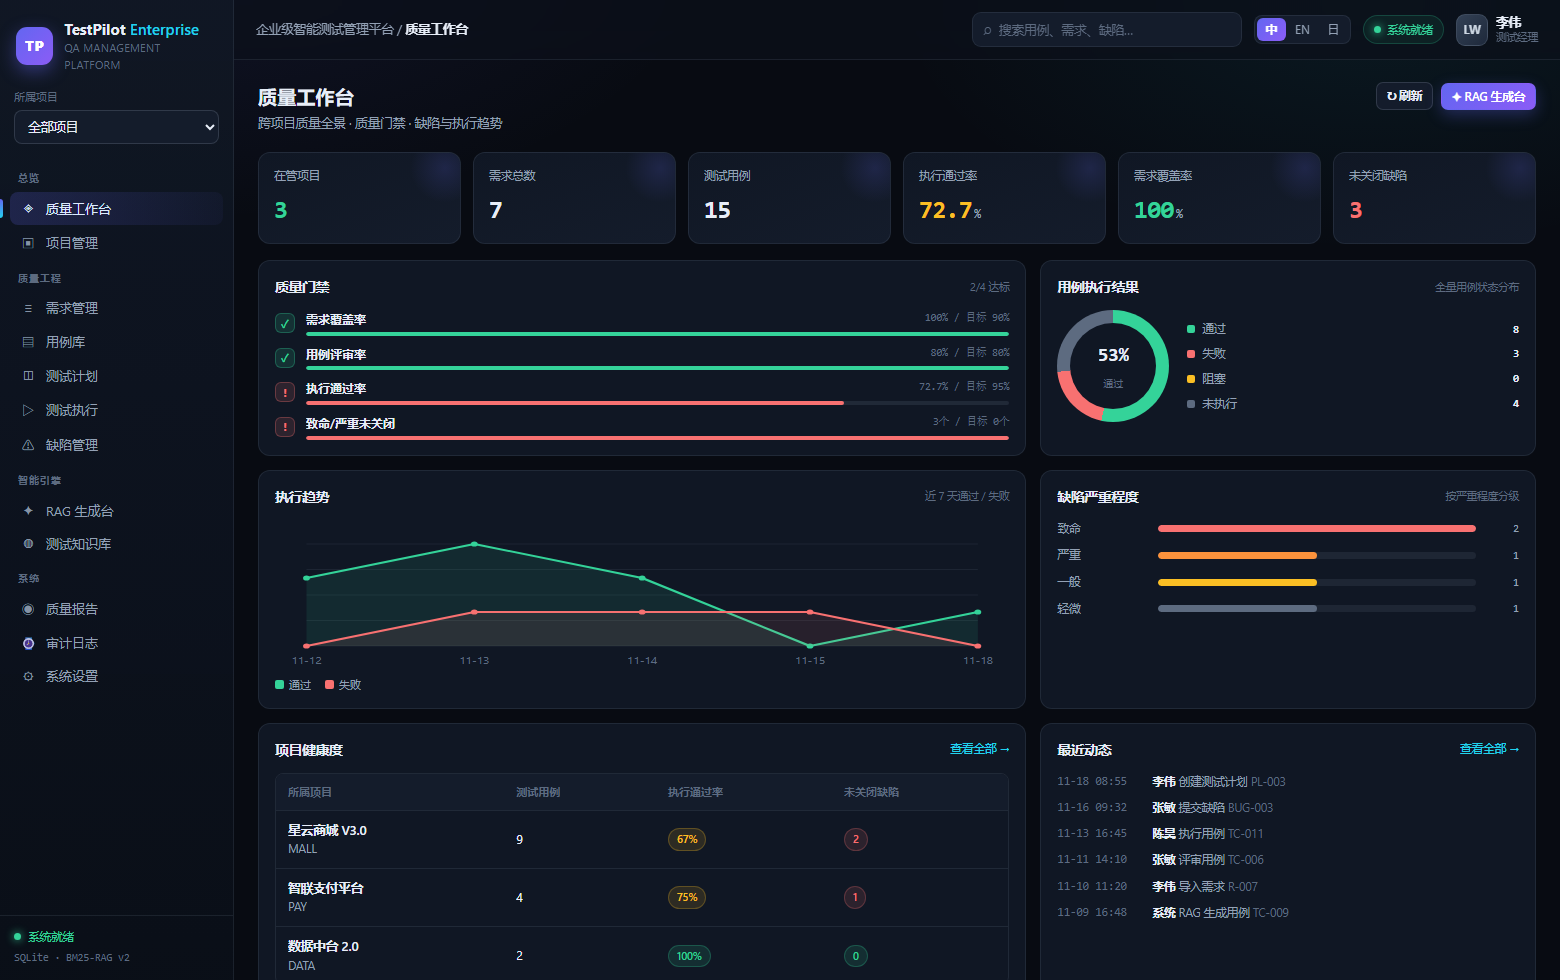 TP
TestPilot Enterprise
QA MANAGEMENT
PLATFORM
所属项目
全部项目
总览
质量工作台
项目管理
质量工程
需求管理
用例库
测试计划
测试执行
缺陷管理
智能引擎
RAG 生成台
测试知识库
系统
质量报告
审计日志
系统设置
系统就绪
SQLite · BM25-RAG v2
企业级智能测试管理平台 / 质量工作台
搜索用例、需求、缺陷...
中 EN 日
系统就绪
LW
李伟
测试经理
质量工作台
跨项目质量全景 · 质量门禁 · 缺陷与执行趋势
↻ 刷新
✦ RAG 生成台
在管项目
3
需求总数
7
测试用例
15
执行通过率
72.7%
需求覆盖率
100%
未关闭缺陷
3
质量门禁
2/4 达标
✓ 需求覆盖率 100% / 目标 90%
✓ 用例评审率 80% / 目标 80%
! 执行通过率 72.7% / 目标 95%
! 致命/严重未关闭 3个 / 目标 0个
用例执行结果
全量用例状态分布
53%
通过
通过 8
失败 3
阻塞 0
未执行 4
执行趋势
近 7 天通过 / 失败
11-12 11-13 11-14 11-15 11-18
通过 失败
缺陷严重程度
按严重程度分级
致命 2
严重 1
一般 1
轻微 1
项目健康度
查看全部 →
所属项目 测试用例 执行通过率 未关闭缺陷
星云商城 V3.0
MALL
9 67% 2
智联支付平台
PAY
4 75% 1
数据中台 2.0
DATA
2 100% 0
最近动态
查看全部 →
11-18 08:55 李伟 创建测试计划 PL-003
11-16 09:32 张敏 提交缺陷 BUG-003
11-13 16:45 陈昊 执行用例 TC-011
11-11 14:10 张敏 评审用例 TC-006
11-10 11:20 李伟 导入需求 R-007
11-09 16:48 系统 RAG 生成用例 TC-009